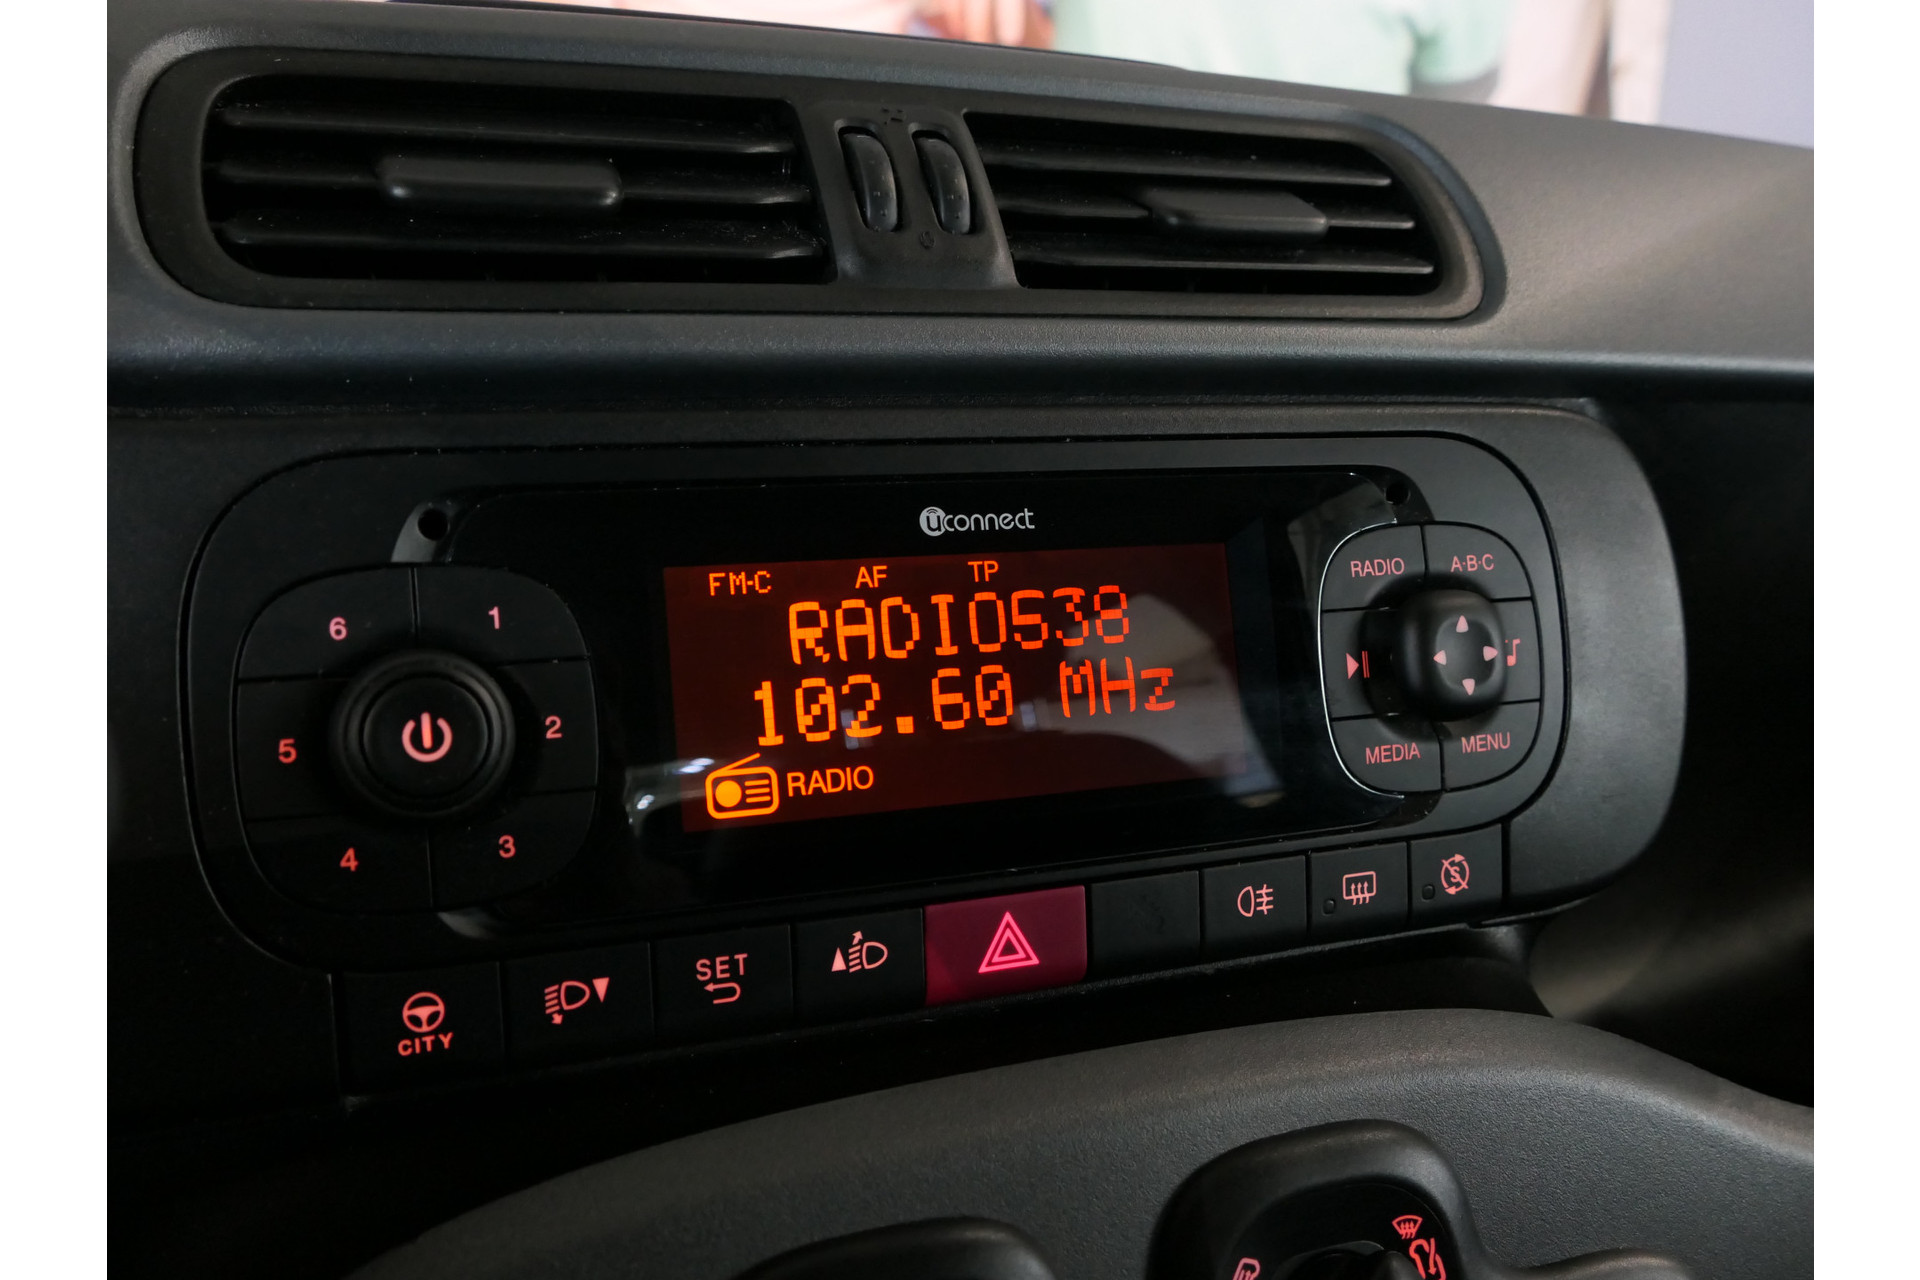 uconnect
FM-C AF TP
RADIO538
102.60 MHz
RADIO
6 1
5 2
4 3
RADIO A·B·C
MEDIA MENU
CITY
SET